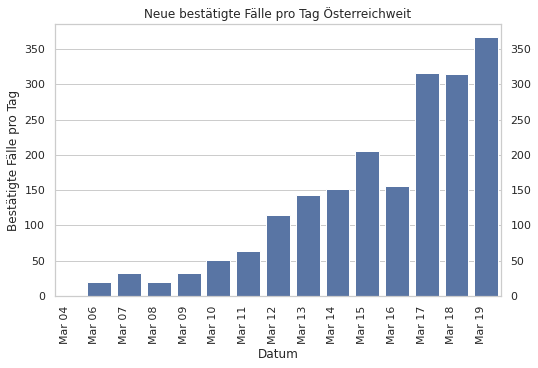 Neue bestätigte Fälle pro Tag Österreichweit
Bestätigte Fälle pro Tag
350
300
250
200
150
100
50
0
350
300
250
200
150
100
50
0
Mar 04
Mar 06
Mar 07
Mar 08
Mar 09
Mar 10
Mar 11
Mar 12
Mar 13
Mar 14
Mar 15
Mar 16
Mar 17
Mar 18
Mar 19
Datum